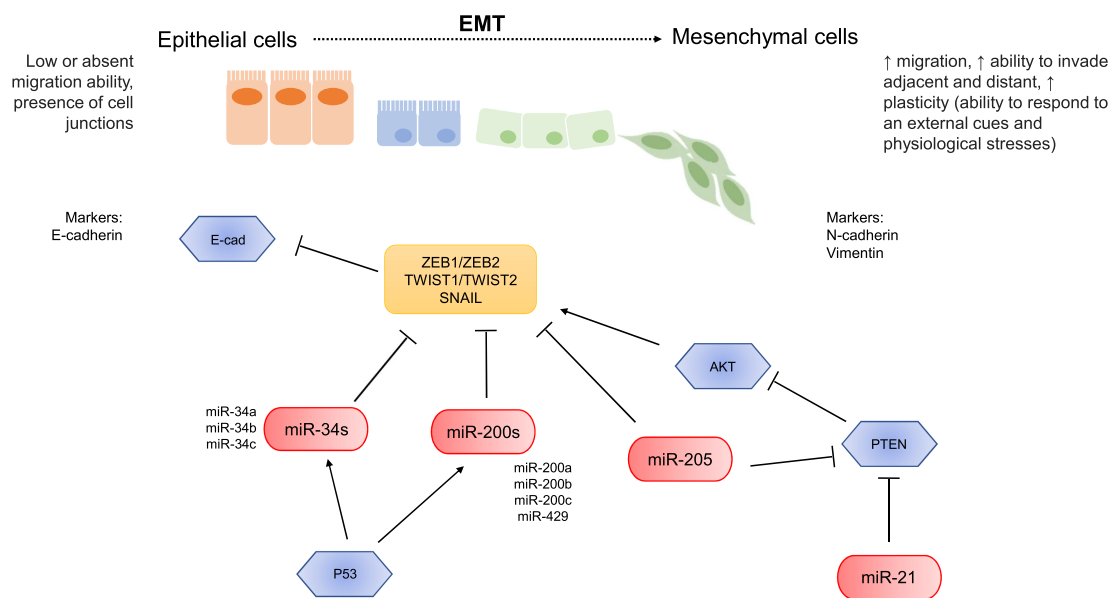 EMT
Epithelial cells
Mesenchymal cells
Low or absent
migration ability,
presence of cell
junctions
↑ migration, ↑ ability to invade
adjacent and distant, ↑
plasticity (ability to respond to
an external cues and
physiological stresses)
Markers:
E-cadherin
E-cad
Markers:
N-cadherin
Vimentin
ZEB1/ZEB2
TWIST1/TWIST2
SNAIL
AKT
miR-34a
miR-34b
miR-34c
miR-34s
miR-200s
miR-205
PTEN
miR-200a
miR-200b
miR-200c
miR-429
P53
miR-21